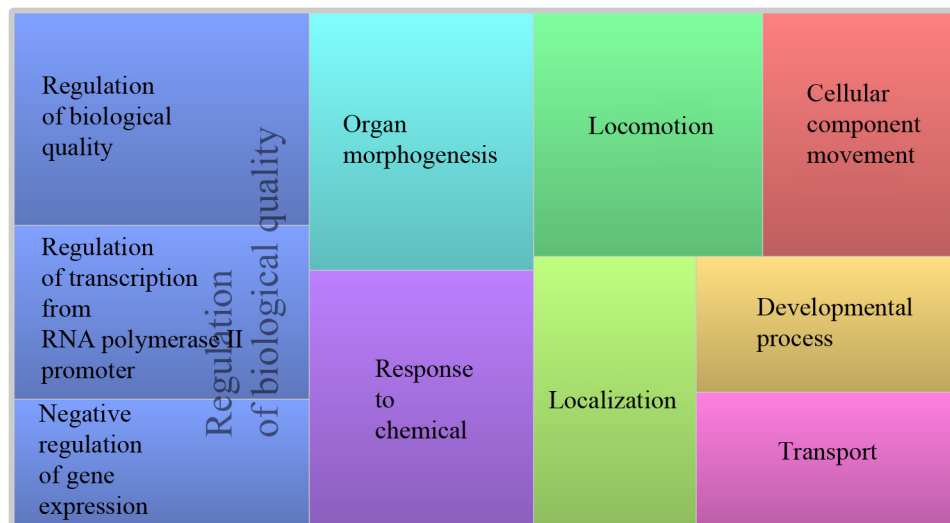 Regulation
of biological
quality
Regulation
of transcription
from
RNA polymerase II
promoter
Negative
regulation
of gene
expression
Regulation
of biological quality
Organ
morphogenesis
Response
to
chemical
Locomotion
Cellular
component
movement
Localization
Developmental
process
Transport